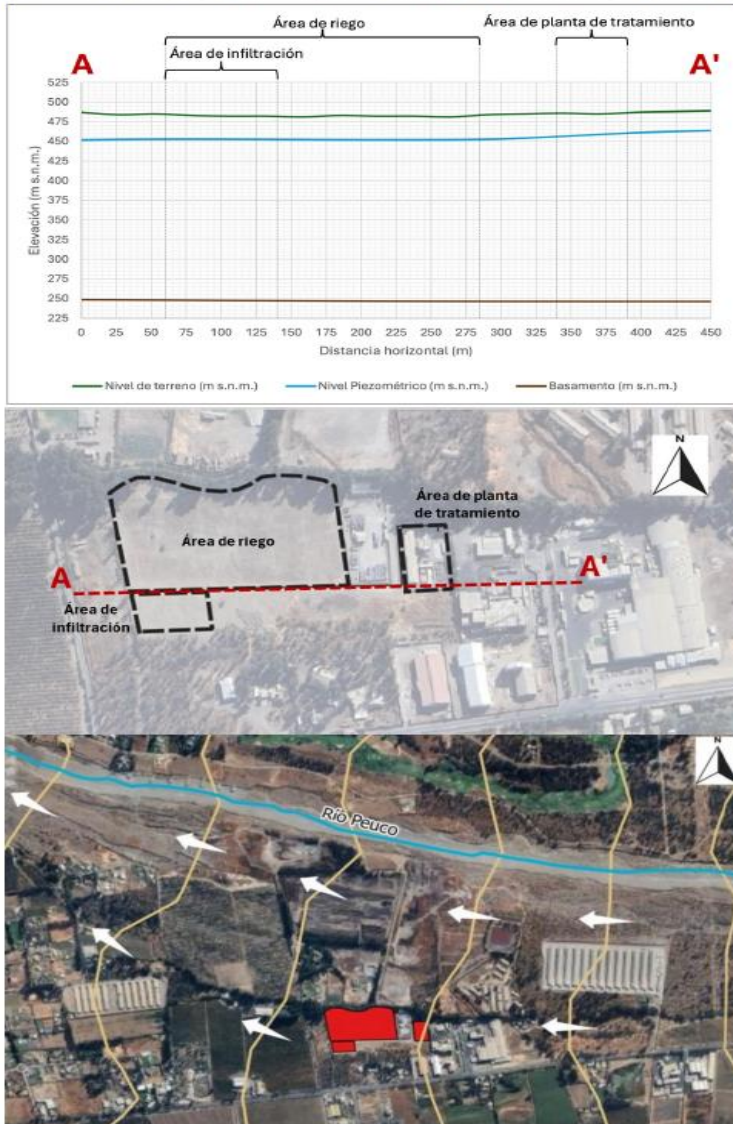 Área de riego
Área de planta de tratamiento
A
Área de infiltración
A'
525
500
475
450
425
400
375
350
325
300
275
250
225
Elevación (m s.n.m.)
0 25 50 75 100 125 150 175 200 225 250 275 300 325 350 375 400 425 450
Distancia horizontal (m)
Nivel de terreno (m s.n.m.) Nivel Piezométrico (m s.n.m.) Basamento (m s.n.m.)
N
Área de planta
de tratamiento
Área de riego
A
A'
Área de
infiltración
N
Río Peuco